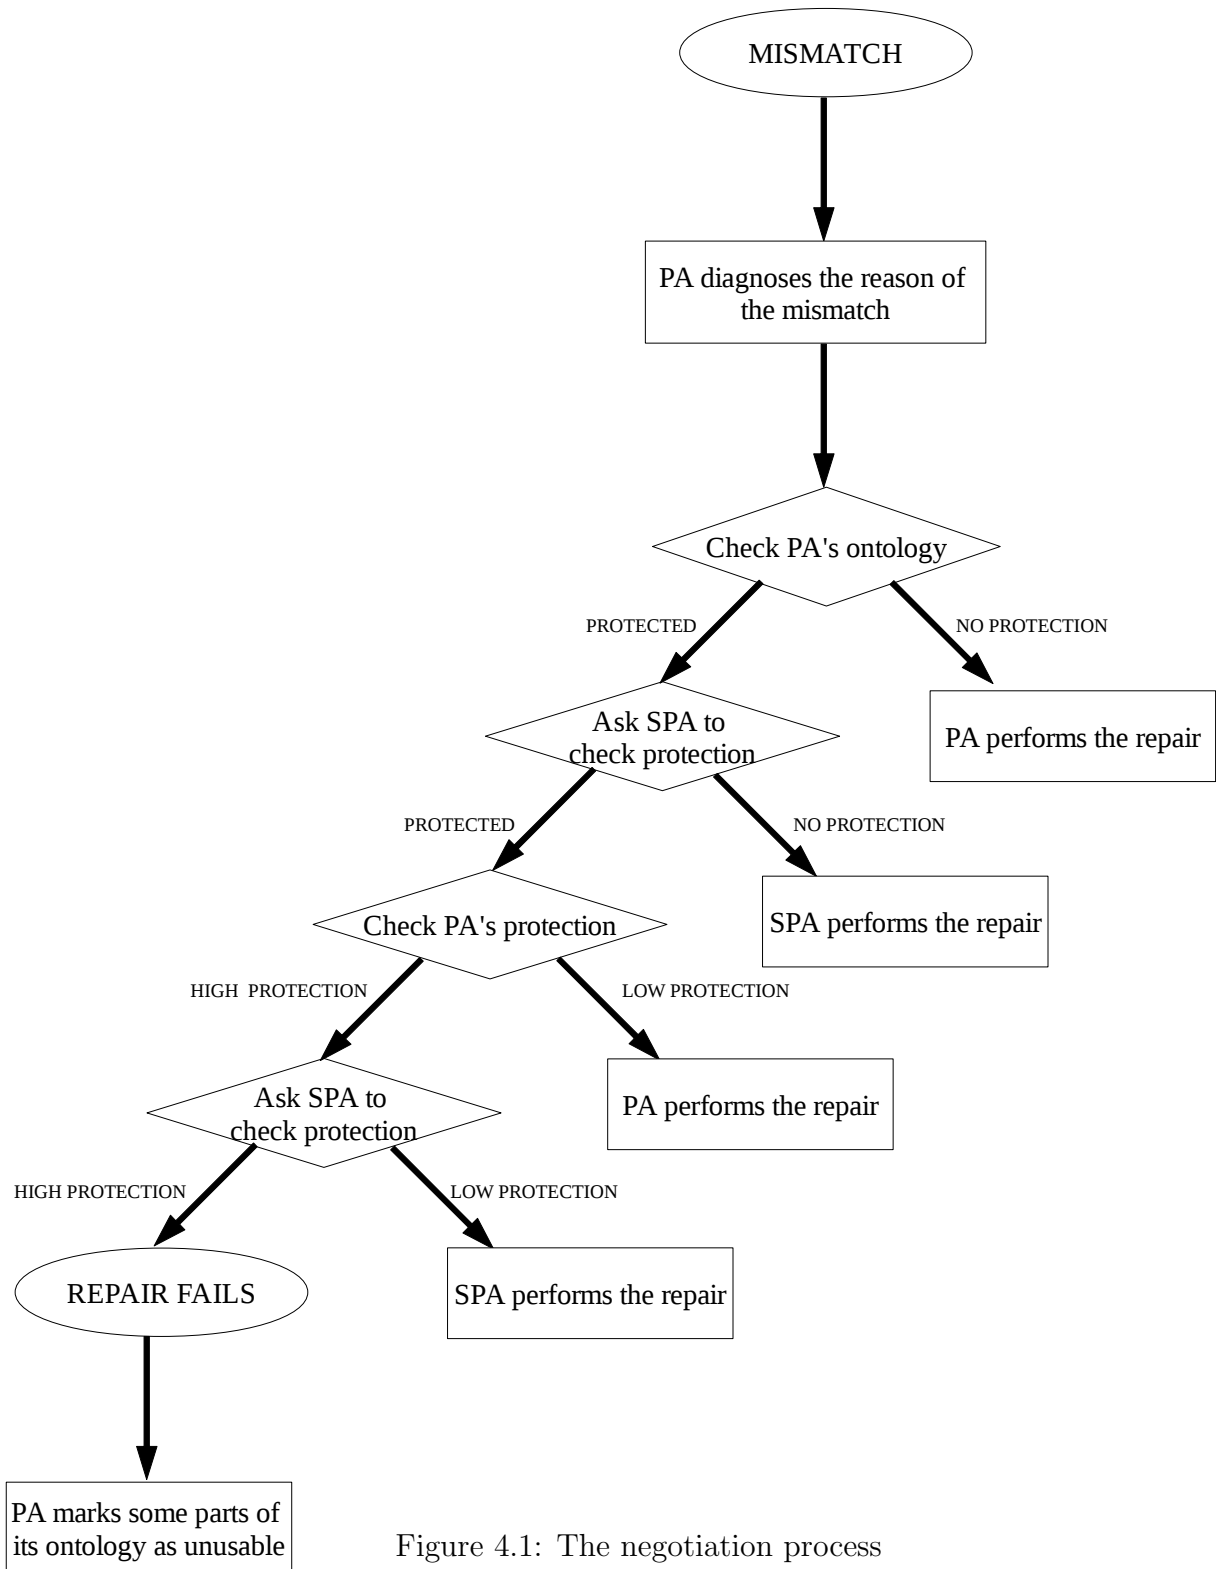 MISMATCH
PA diagnoses the reason of
the mismatch
Check PA's ontology
PROTECTED
NO PROTECTION
Ask SPA to
check protection
PA performs the repair
PROTECTED
NO PROTECTION
Check PA's protection
SPA performs the repair
HIGH PROTECTION
LOW PROTECTION
Ask SPA to
check protection
PA performs the repair
HIGH PROTECTION
LOW PROTECTION
REPAIR FAILS
SPA performs the repair
PA marks some parts of
its ontology as unusable
Figure 4.1: The negotiation process